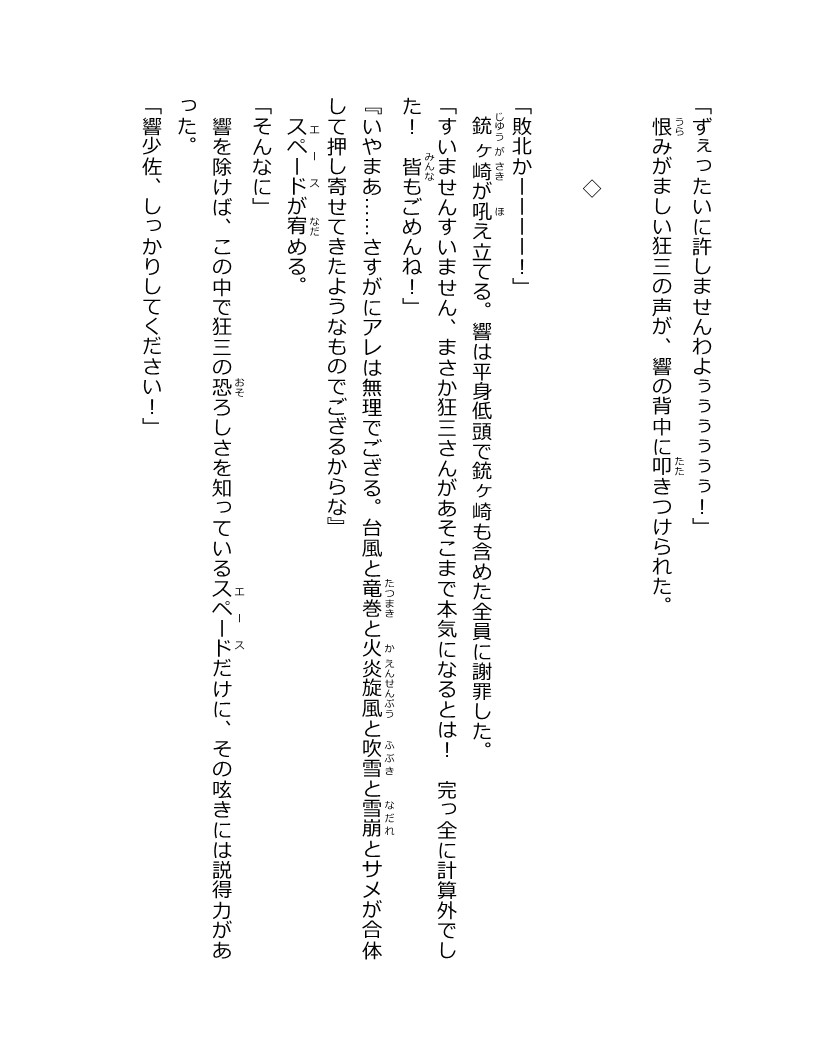 「ずぇったいに許しませんわよぅぅぅぅぅぅ！」
恨みがましい狂三の声が、響の背中に叩きつけられた。
◇
「敗北かーーーー！」
銃ヶ崎が吼え立てる。響は平身低頭で銃ヶ崎も含めた全員に謝罪した。
「すいませんすいません、まさか狂三さんがあそこまで本気になるとは！　完っ全に計算外でし
た！　皆もごめんね！」
『いやまあ……さすがにアレは無理でござる。台風と竜巻と火炎旋風と吹雪と雪崩とサメが合体
して押し寄せてきたようなものでござるからな』
スペードが宥める。
「そんなに」
響を除けば、この中で狂三の恐ろしさを知っているスペードだけに、その呟きには説得力があ
った。
「響少佐、しっかりしてください！」